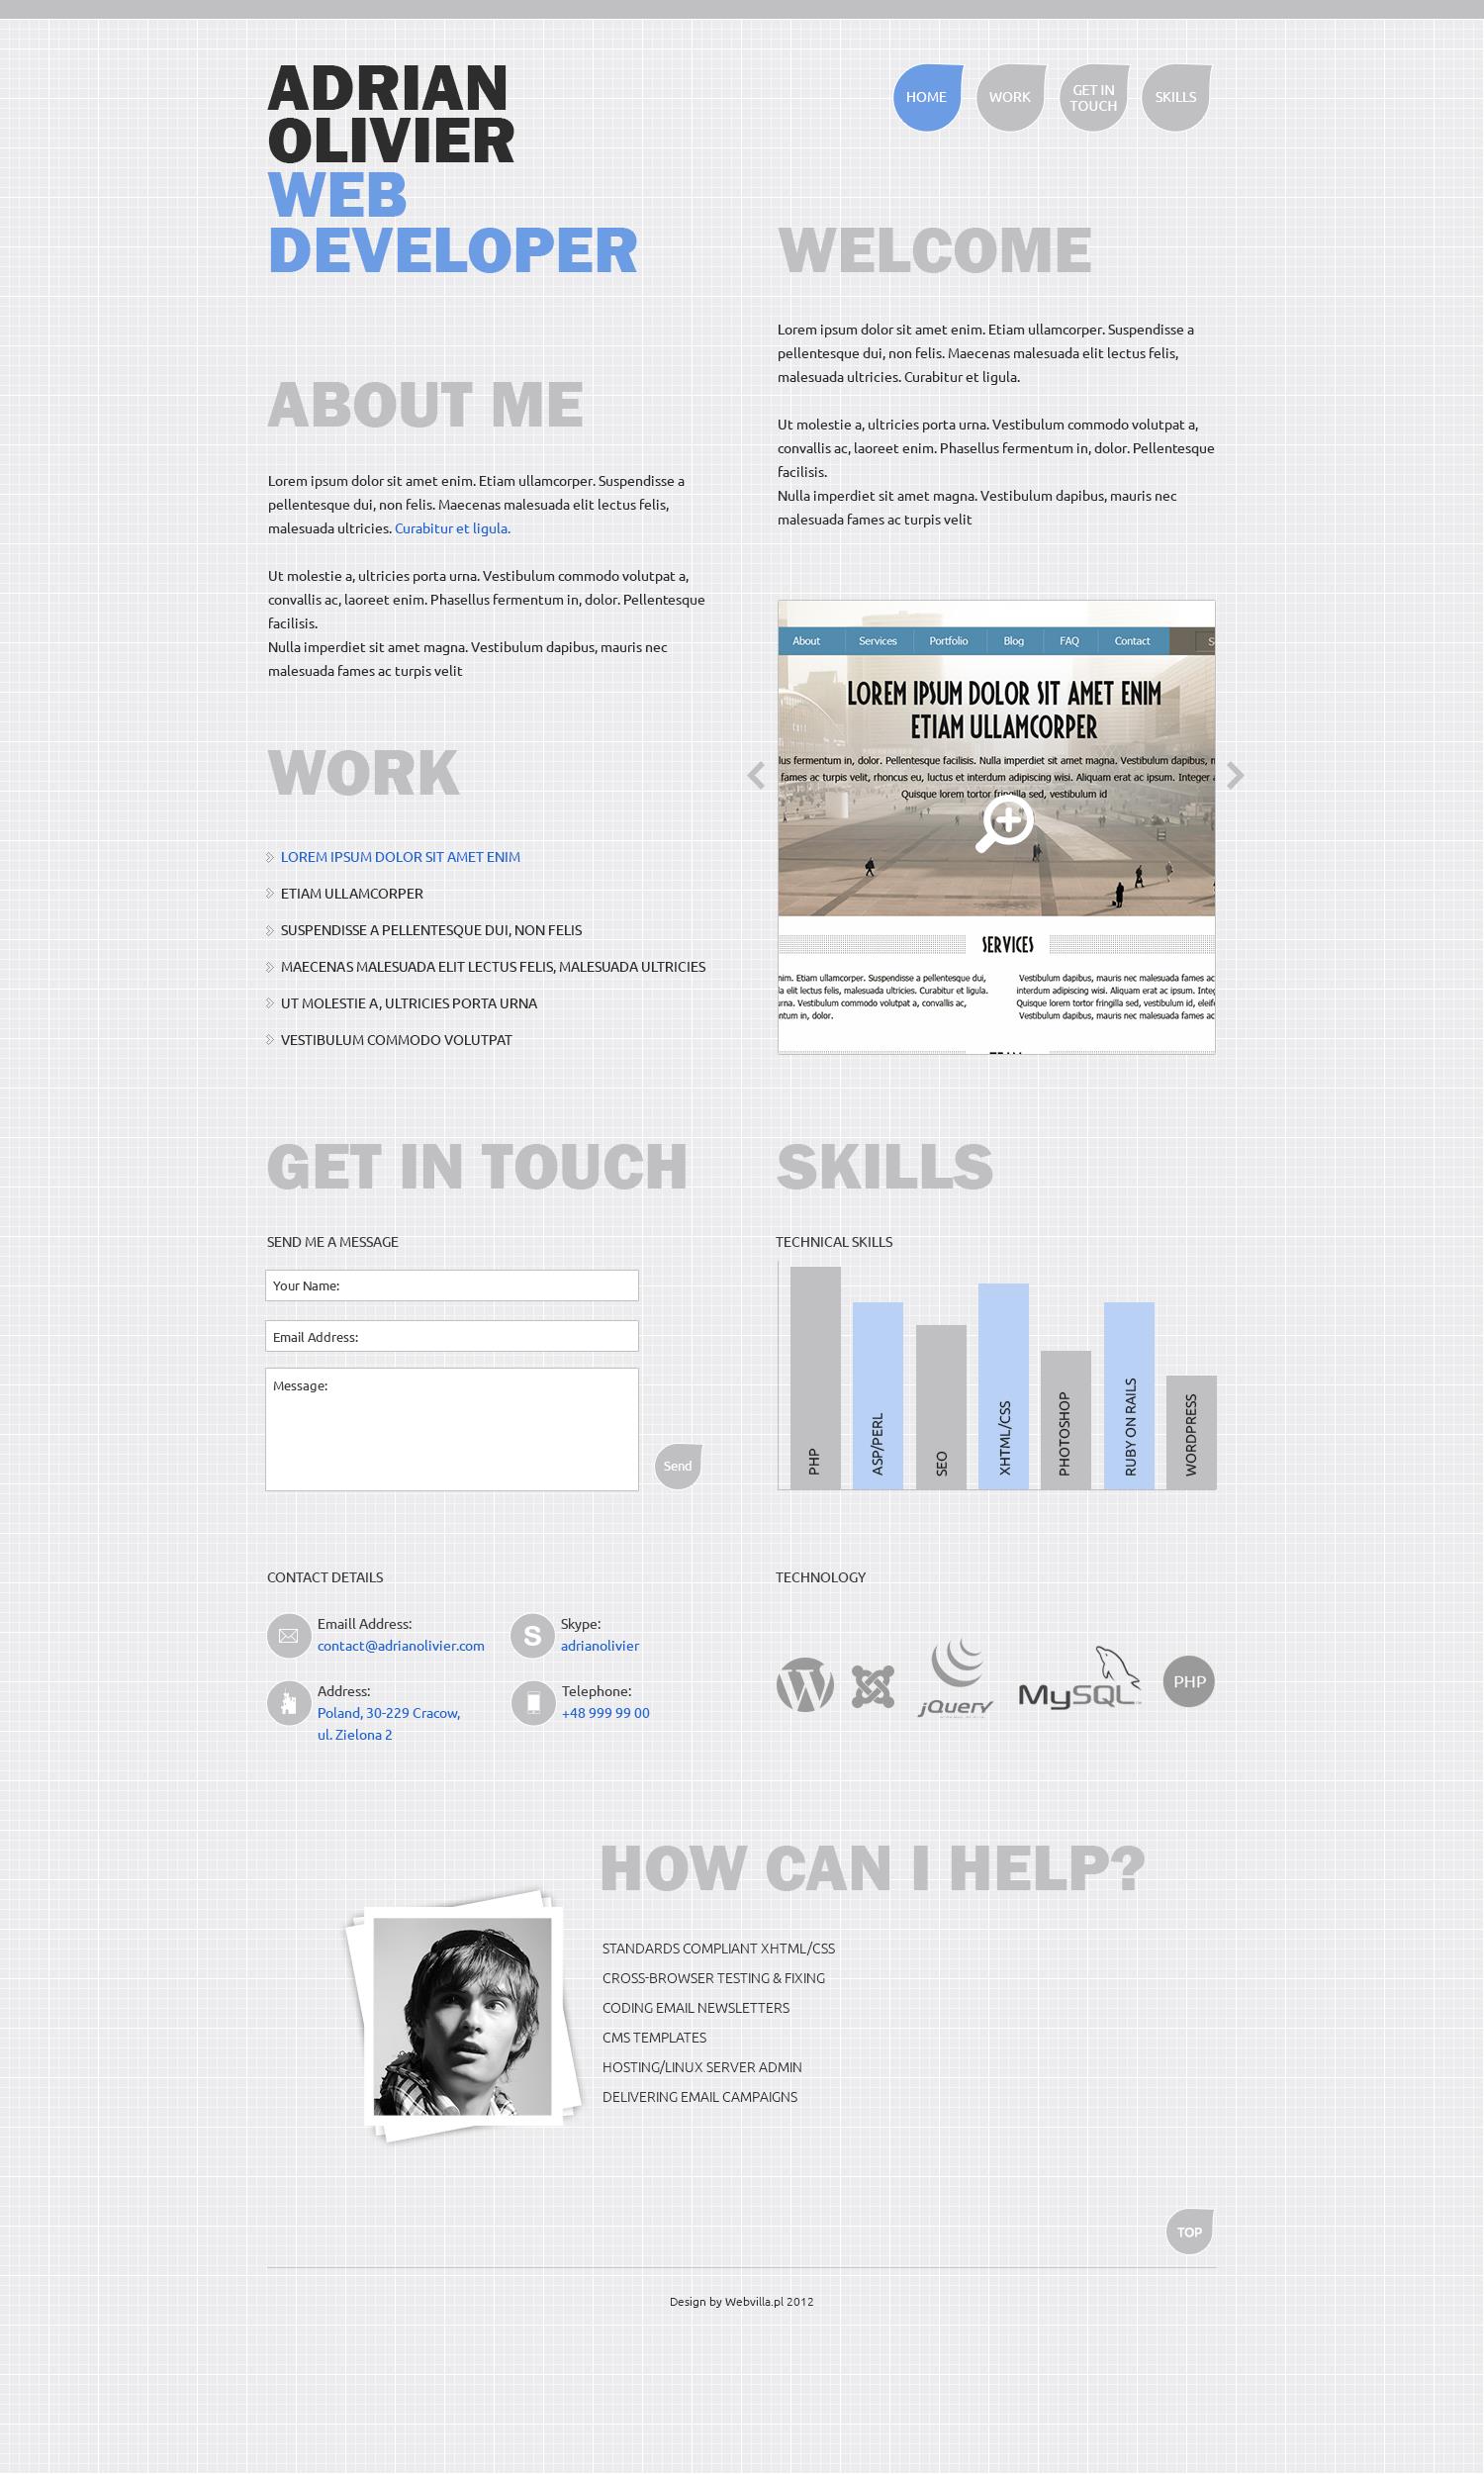 ADRIAN
OLIVIER
WEB
DEVELOPER
HOME
WORK
GET IN
TOUCH
SKILLS
WELCOME
Lorem ipsum dolor sit amet enim. Etiam ullamcorper. Suspendisse a
pellentesque dui, non felis. Maecenas malesuada elit lectus felis,
malesuada ultricies. Curabitur et ligula.
Ut molestie a, ultricies porta urna. Vestibulum commodo volutpat a,
convallis ac, laoreet enim. Phasellus fermentum in, dolor. Pellentesque
facilisis.
Nulla imperdiet sit amet magna. Vestibulum dapibus, mauris nec
malesuada fames ac turpis velit
ABOUT ME
Lorem ipsum dolor sit amet enim. Etiam ullamcorper. Suspendisse a
pellentesque dui, non felis. Maecenas malesuada elit lectus felis,
malesuada ultricies. Curabitur et ligula.
Ut molestie a, ultricies porta urna. Vestibulum commodo volutpat a,
convallis ac, laoreet enim. Phasellus fermentum in, dolor. Pellentesque
facilisis.
Nulla imperdiet sit amet magna. Vestibulum dapibus, mauris nec
malesuada fames ac turpis velit
WORK
LOREM IPSUM DOLOR SIT AMET ENIM
ETIAM ULLAMCORPER
SUSPENDISSE A PELLENTESQUE DUI, NON FELIS
MAECENAS MALESUADA ELIT LECTUS FELIS, MALESUADA ULTRICIES
UT MOLESTIE A, ULTRICIES PORTA URNA
VESTIBULUM COMMODO VOLUTPAT
About Services Portfolio Blog FAQ Contact
LOREM IPSUM DOLOR SIT AMET ENIM
ETIAM ULLAMCORPER
fermentum in, dolor. Pellentesque facilisis. Nulla imperdiet sit amet magna. Vestibulum dapibus,
fames ac turpis velit, rhoncus eu, luctus et interdum adipiscing wisi. Aliquam erat ac ipsum. Integer
Quisque lorem tortor fringilla sed, vestibulum id
SERVICES
Etiam ullamcorper. Suspendisse a pellentesque dui,
elit lectus felis, malesuada ultricies. Curabitur et ligula.
Vestibulum commodo volutpat a, convallis ac,
in, dolor.
Vestibulum dapibus, mauris nec malesuada fames ac
interdum adipiscing wisi. Aliquam erat ac ipsum.
Quisque lorem tortor fringilla sed, vestibulum id,
Vestibulum dapibus, mauris nec malesuada fames ac
GET IN TOUCH
SEND ME A MESSAGE
Your Name:
Email Address:
Message:
Send
SKILLS
TECHNICAL SKILLS
PHP
ASP/PERL
SEO
XHTML/CSS
PHOTOSHOP
RUBY ON RAILS
WORDPRESS
CONTACT DETAILS
Emaill Address:
contact@adrianolivier.com
Skype:
adrianolivier
Address:
Poland, 30-229 Cracow,
ul. Zielona 2
Telephone:
+48 999 99 00
TECHNOLOGY
jQuery
MySQL
PHP
HOW CAN I HELP?
STANDARDS COMPLIANT XHTML/CSS
CROSS-BROWSER TESTING & FIXING
CODING EMAIL NEWSLETTERS
CMS TEMPLATES
HOSTING/LINUX SERVER ADMIN
DELIVERING EMAIL CAMPAIGNS
TOP
Design by Webvilla.pl 2012